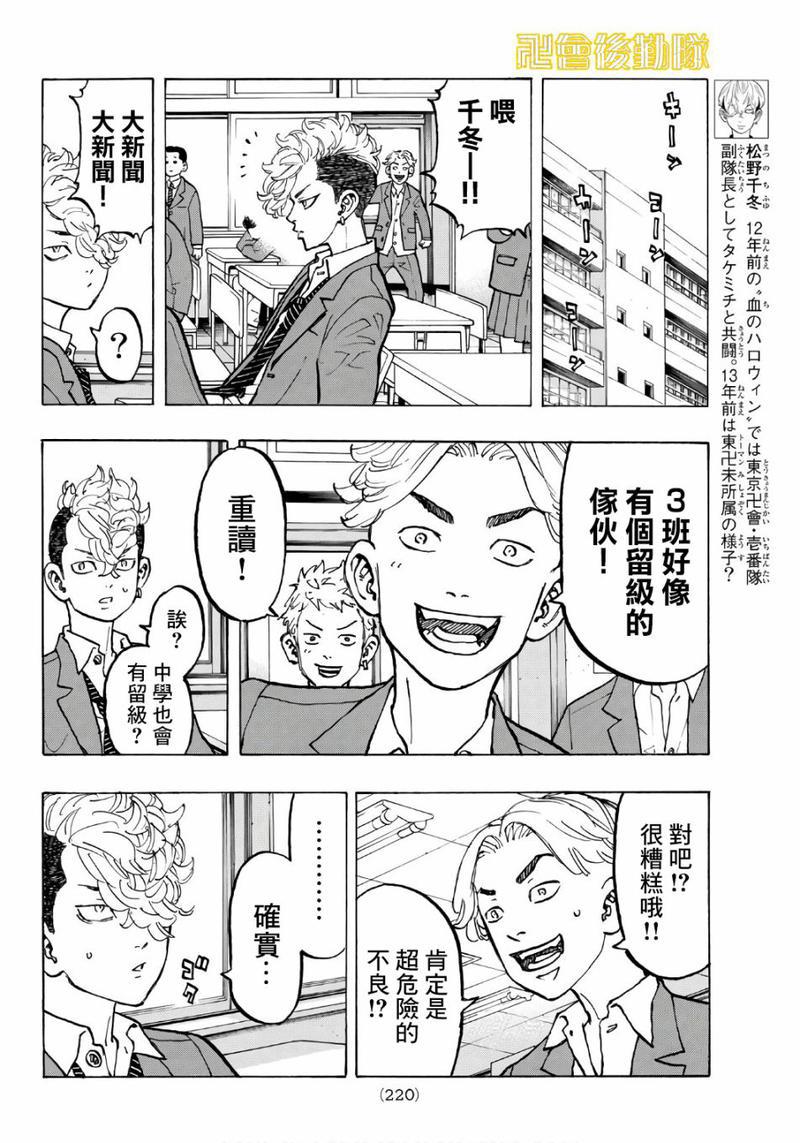 卍會後勤隊
松野千冬 12年前の〝血のハロウィン〟では東京卍會・壱番隊
副隊長としてタケミチと共闘。13年前は東卍未所属の様子？
キーン
コーン
カーン
喂
千冬──!!
大新聞
大新聞！
？
3班好像
有個留級的
傢伙！
重讀！
誒？
中學也會
有留級？
對吧!?
很糟糕哦!!
肯定是
超危險的
不良!?
………
確實…
(220)